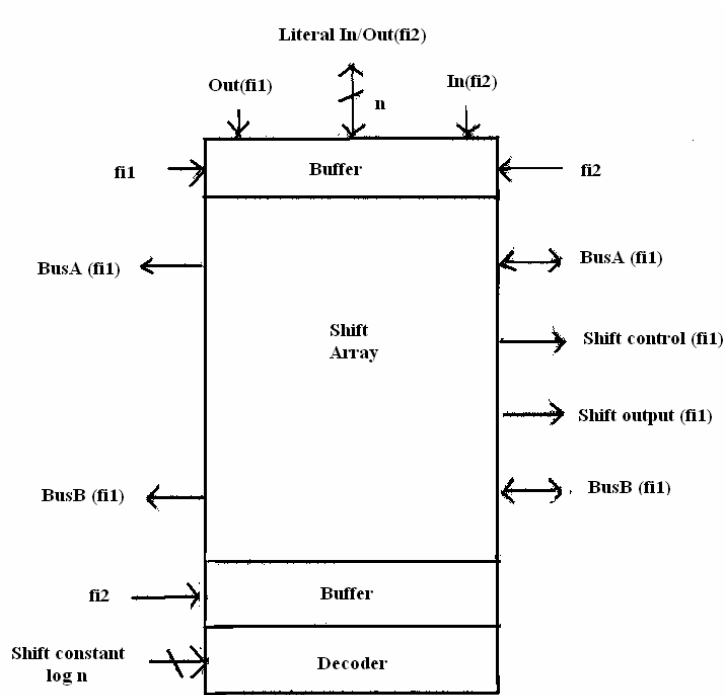 Literal In/Out(fi2)
Out(fi1)
n
In(fi2)
fi1
Buffer
fi2
BusA (fi1)
BusA (fi1)
Shift
Array
Shift control (fi1)
Shift output (fi1)
BusB (fi1)
BusB (fi1)
fi2
Buffer
Shift constant
log n
Decoder